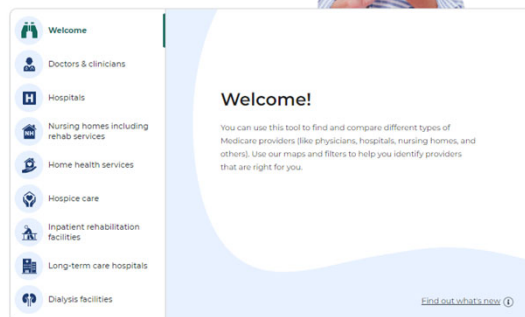 Welcome
Doctors & clinicians
Hospitals
Nursing homes including
rehab services
Home health services
Hospice care
Inpatient rehabilitation
facilities
Long-term care hospitals
Dialysis facilities
Welcome!
You can use this tool to find and compare different types of
Medicare providers (like physicians, hospitals, nursing homes, and
others). Use our maps and filters to help you identify providers
that are right for you.
Find out what's new